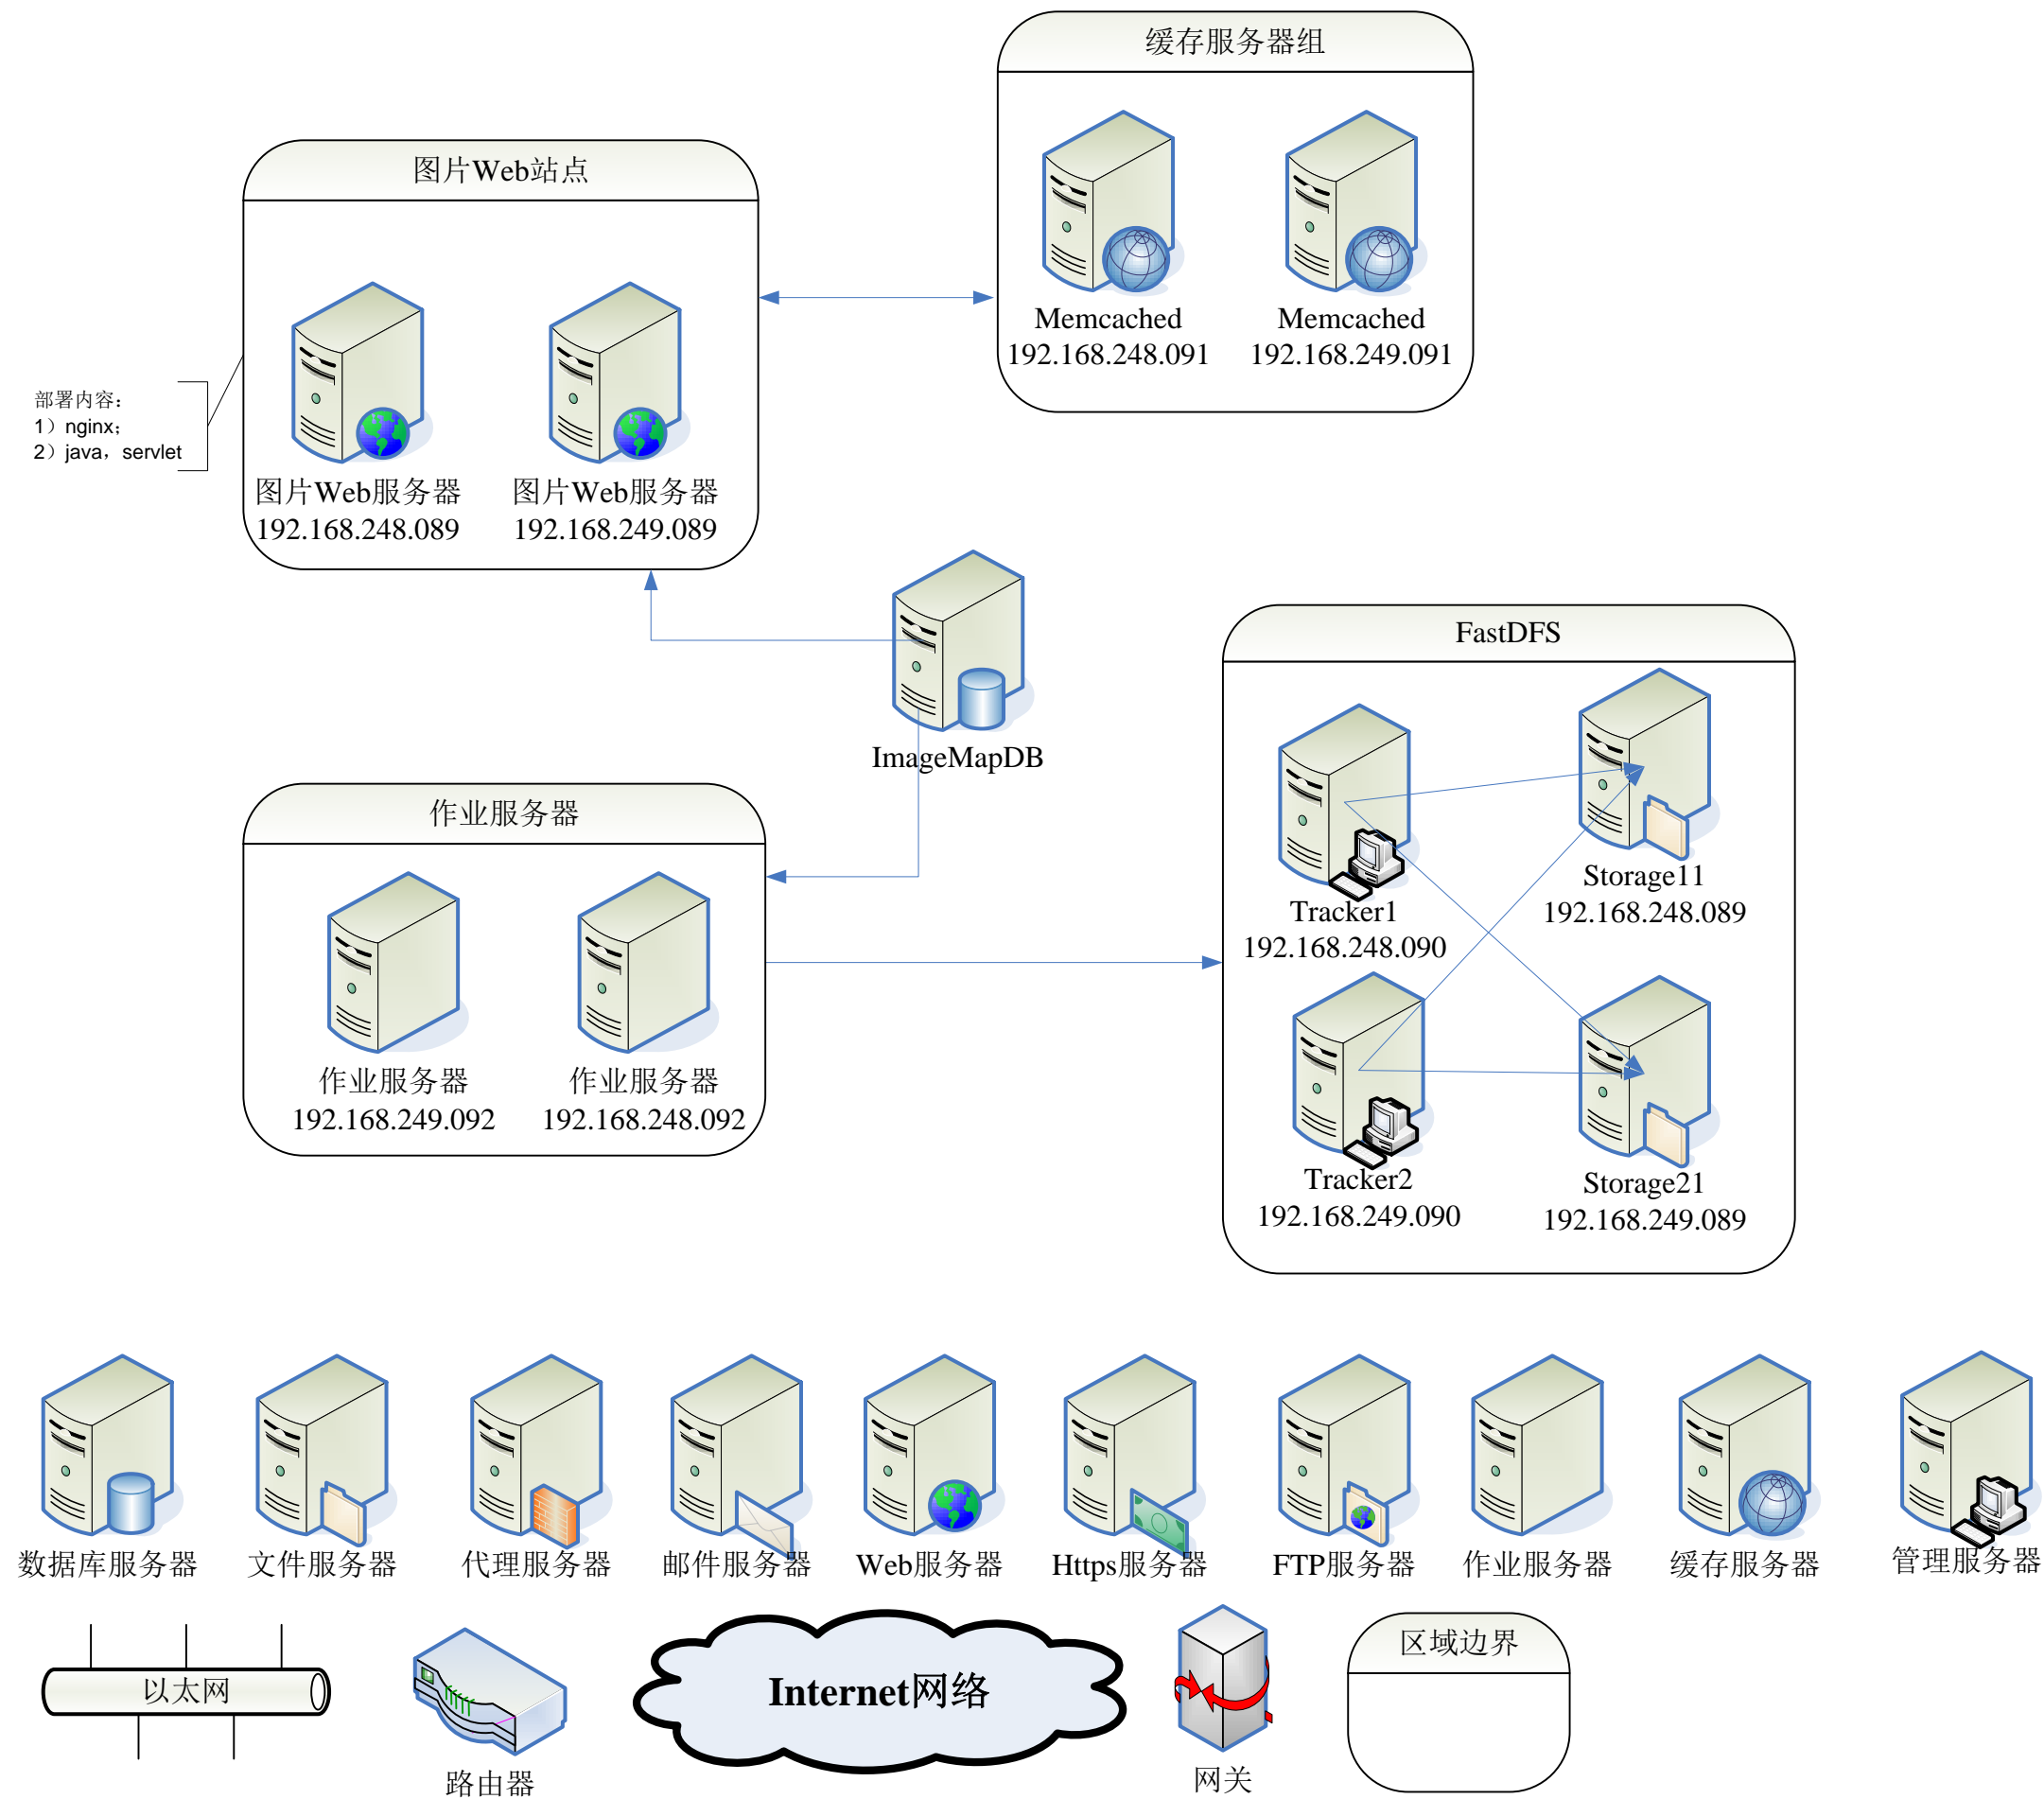 缓存服务器组
Memcached
192.168.248.091
Memcached
192.168.249.091
图片Web站点
图片Web服务器
192.168.248.089
图片Web服务器
192.168.249.089
部署内容：
1）nginx；
2）java，servlet
ImageMapDB
FastDFS
Tracker1
192.168.248.090
Storage11
192.168.248.089
Tracker2
192.168.249.090
Storage21
192.168.249.089
作业服务器
作业服务器
192.168.249.092
作业服务器
192.168.248.092
数据库服务器
文件服务器
代理服务器
邮件服务器
Web服务器
Https服务器
FTP服务器
作业服务器
缓存服务器
管理服务器
以太网
路由器
Internet网络
网关
区域边界